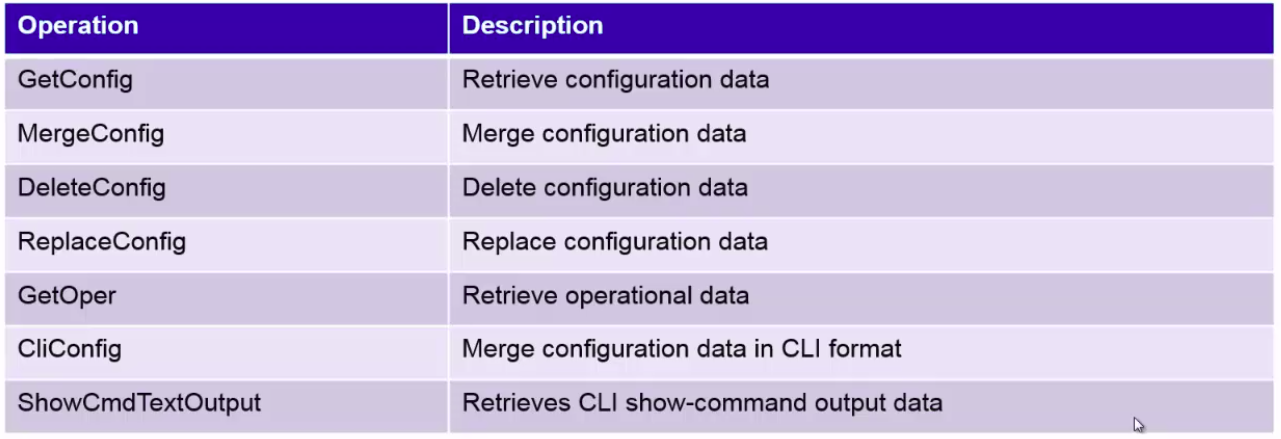 Operation Description
GetConfig Retrieve configuration data
MergeConfig Merge configuration data
DeleteConfig Delete configuration data
ReplaceConfig Replace configuration data
GetOper Retrieve operational data
CliConfig Merge configuration data in CLI format
ShowCmdTextOutput Retrieves CLI show-command output data